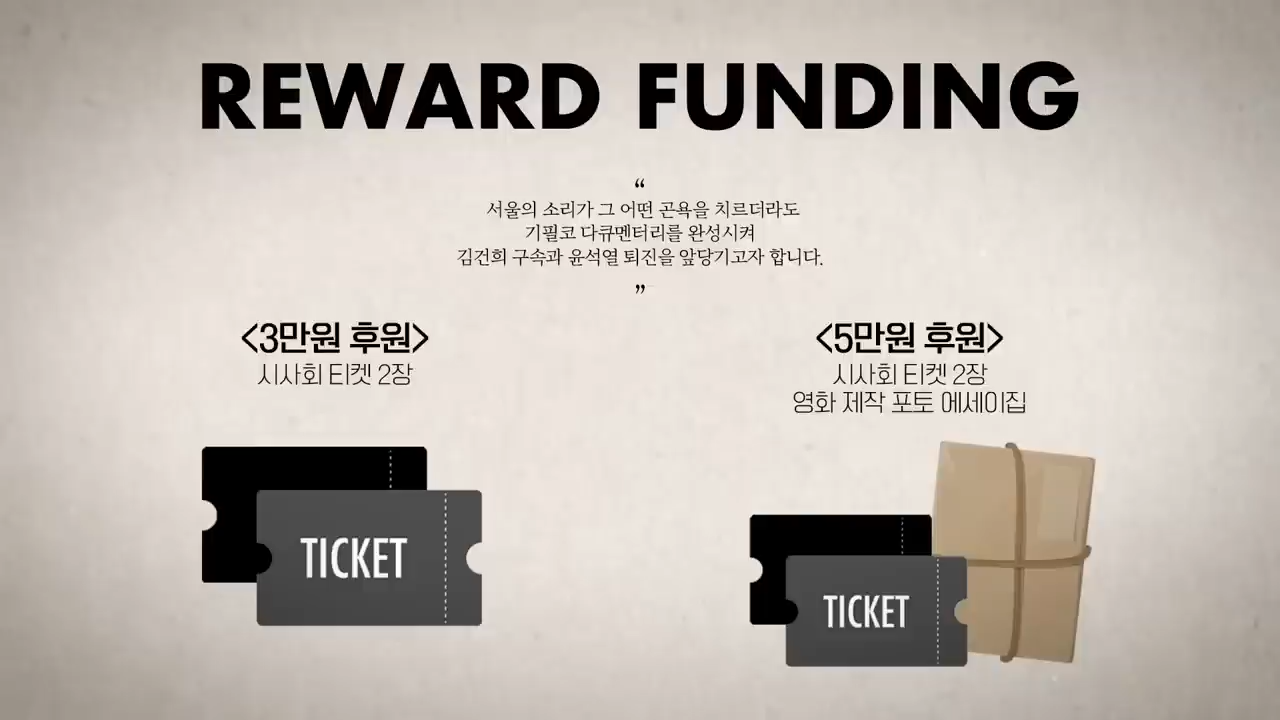 REWARD FUNDING
“
서울의 소리가 그 어떤 곤욕을 치르더라도
기필코 다큐멘터리를 완성시켜
김건희 구속과 윤석열 퇴진을 앞당기고자 합니다.
”
<3만원 후원>
시사회 티켓 2장
<5만원 후원>
시사회 티켓 2장
영화 제작 포토 에세이집
TICKET
TICKET